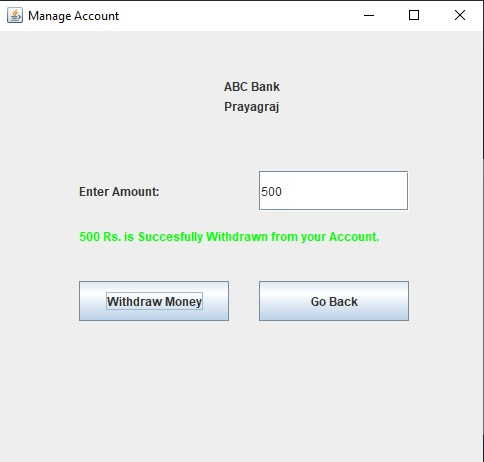 Manage Account
ABC Bank
Prayagraj
Enter Amount:
500
500 Rs. is Succesfully Withdrawn from your Account.
Withdraw Money
Go Back